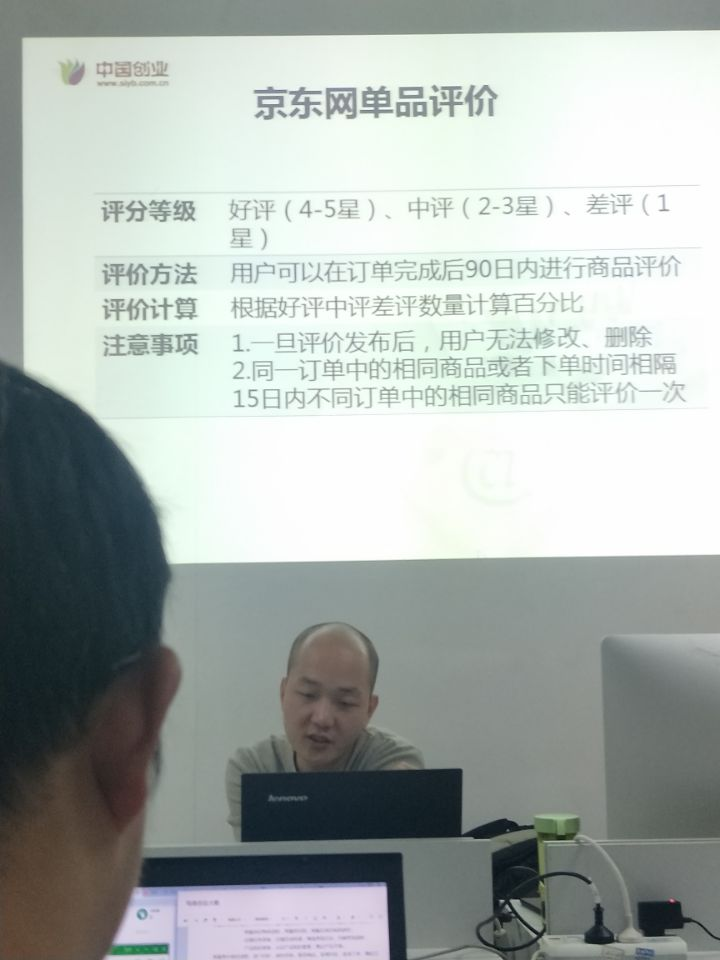 中国创业
www.siyb.com.cn
京东网单品评价
评分等级 好评（4-5星）、中评（2-3星）、差评（1
星）
评价方法 用户可以在订单完成后90日内进行商品评价
评价计算 根据好评中评差评数量计算百分比
注意事项 1.一旦评价发布后，用户无法修改、删除
2.同一订单中的相同商品或者下单时间相隔
15日内不同订单中的相同商品只能评价一次
lenovo